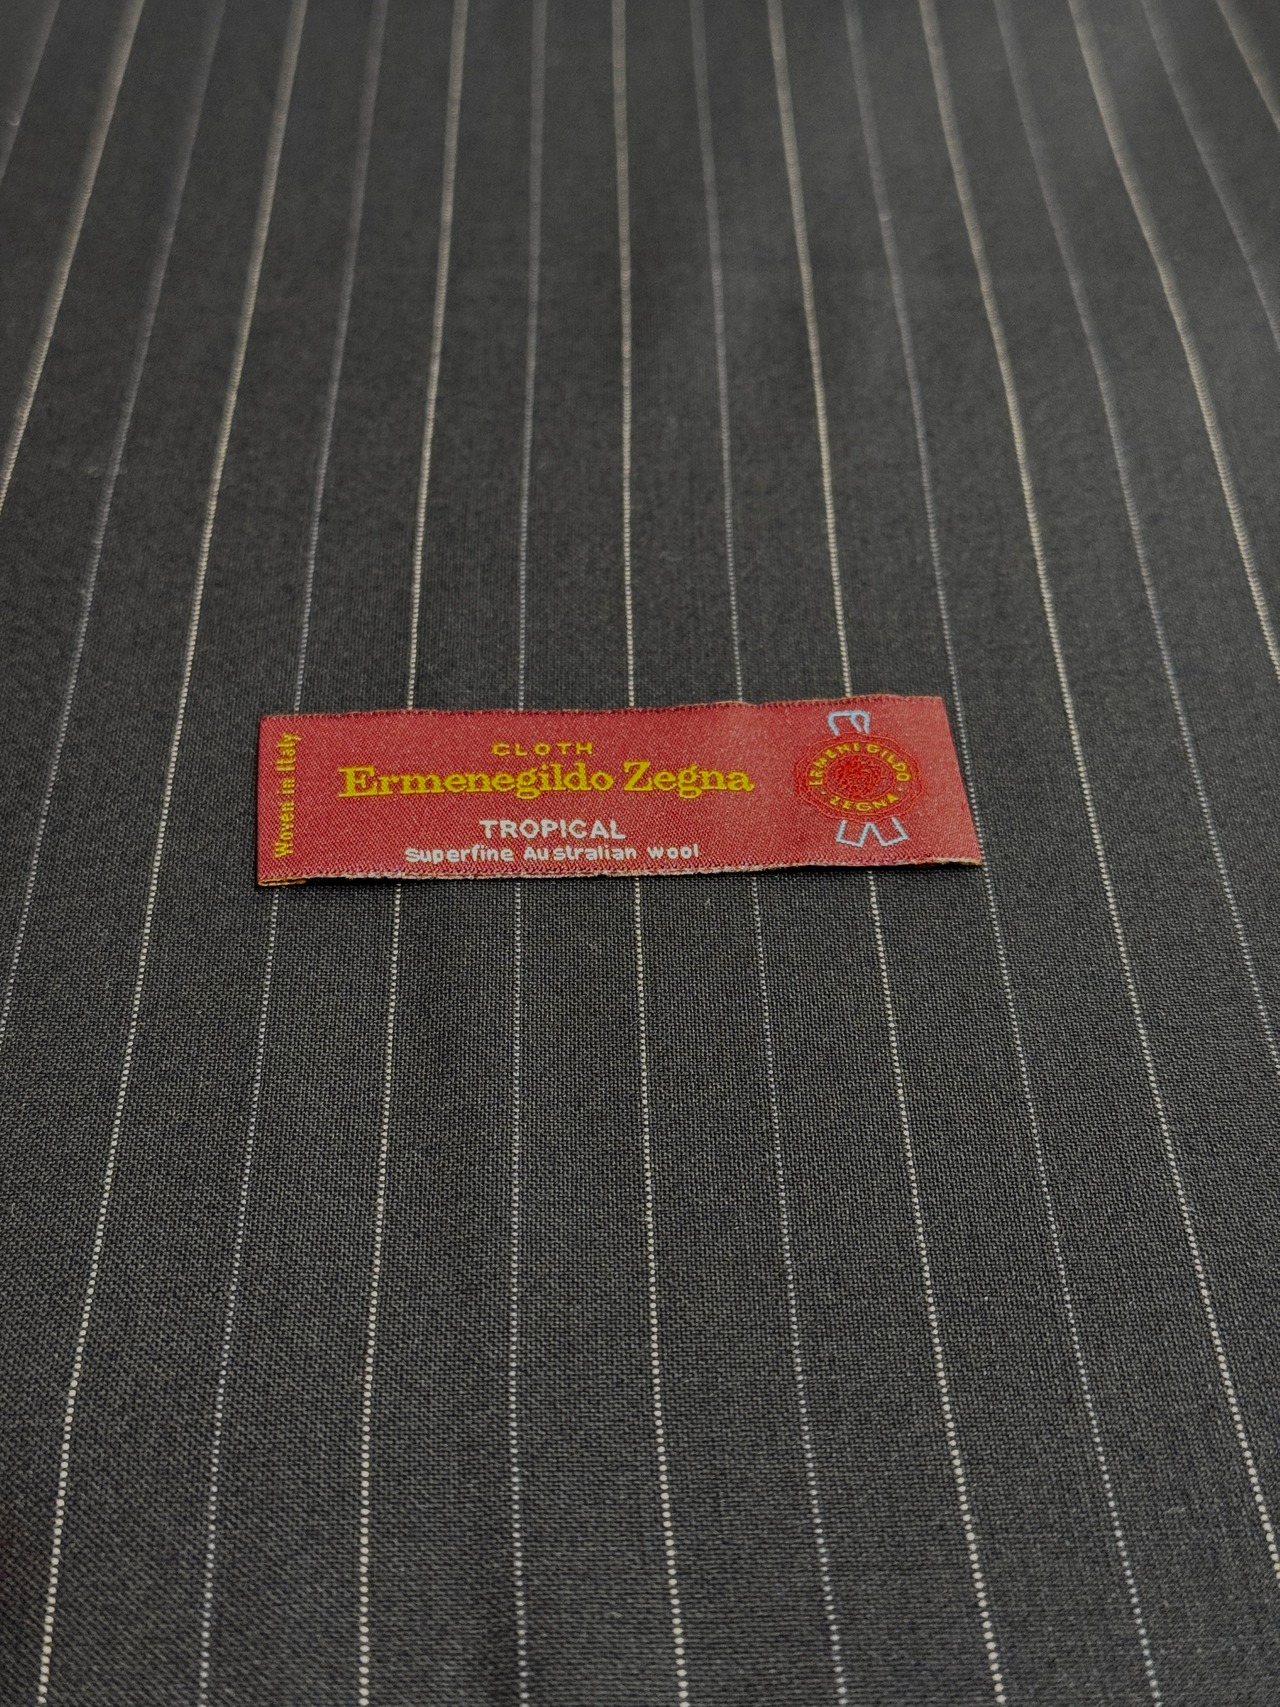 Woven in Italy
CLOTH
Ermenegildo Zegna
TROPICAL
Superfine Australian wool
ERMENEGILDO
ZEGNA